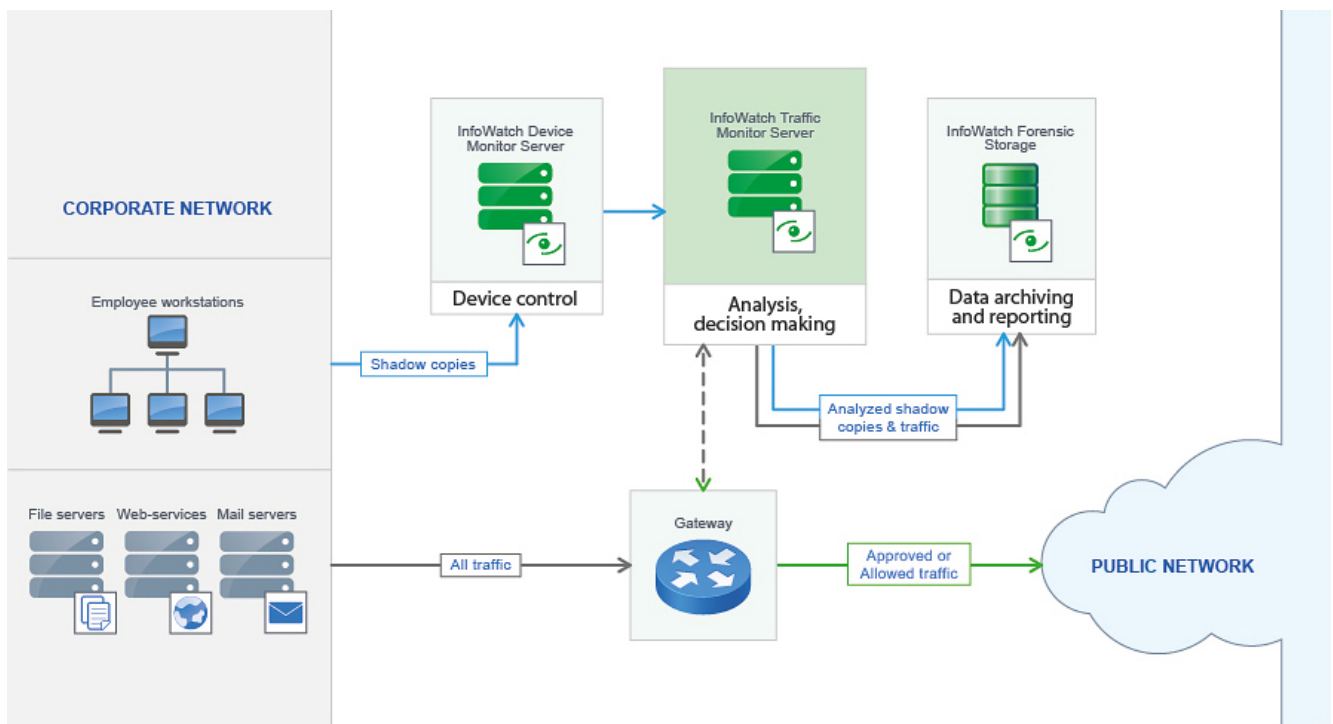 CORPORATE NETWORK
Employee workstations
File servers
Web-services
Mail servers
Shadow copies
All traffic
InfoWatch Device
Monitor Server
Device control
InfoWatch Traffic
Monitor Server
Analysis,
decision making
InfoWatch Forensic
Storage
Data archiving
and reporting
Analyzed shadow
copies & traffic
Gateway
Approved or
Allowed traffic
PUBLIC NETWORK